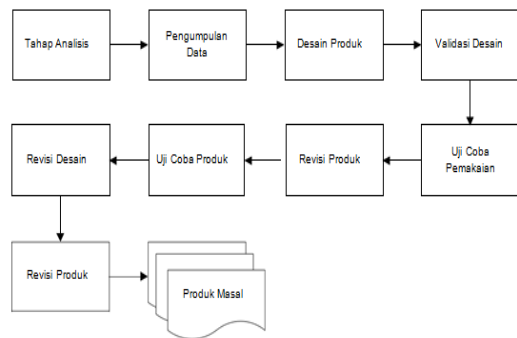 Tahap Analisis
Pengumpulan
Data
Desain Produk
Validasi Desain
Uji Coba
Pemakaian
Revisi Produk
Uji Coba Produk
Revisi Desain
Revisi Produk
Produk Masal